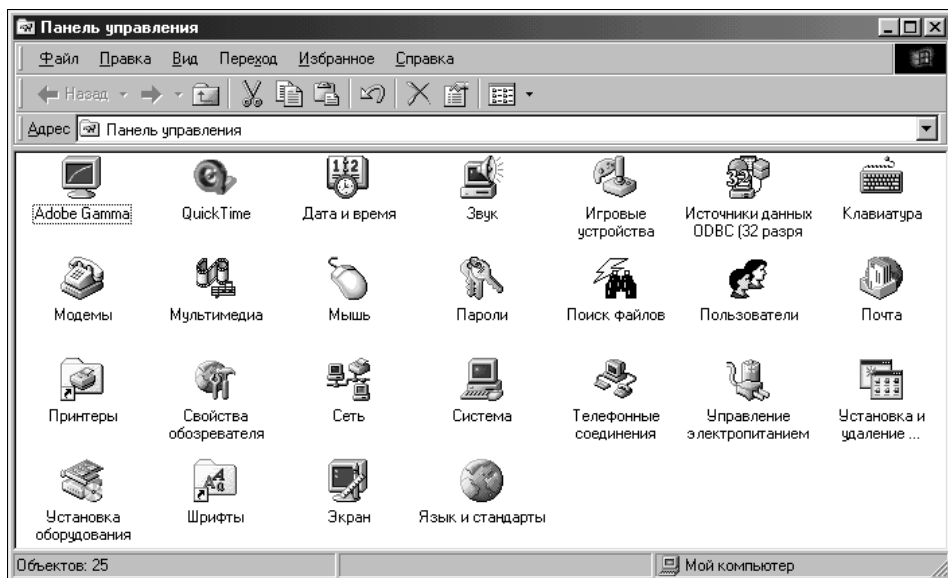 Панель управления
Файл Правка Вид Переход Избранное Справка
Назад
Адрес Панель управления
Adobe Gamma QuickTime Дата и время Звук Игровые устройства Источники данных ODBC (32 разря Клавиатура
Модемы Мультимедиа Мышь Пароли Поиск файлов Пользователи Почта
Принтеры Свойства обозревателя Сеть Система Телефонные соединения Управление электропитанием Установка и удаление ...
Установка оборудования Шрифты Экран Язык и стандарты
Объектов: 25 Мой компьютер